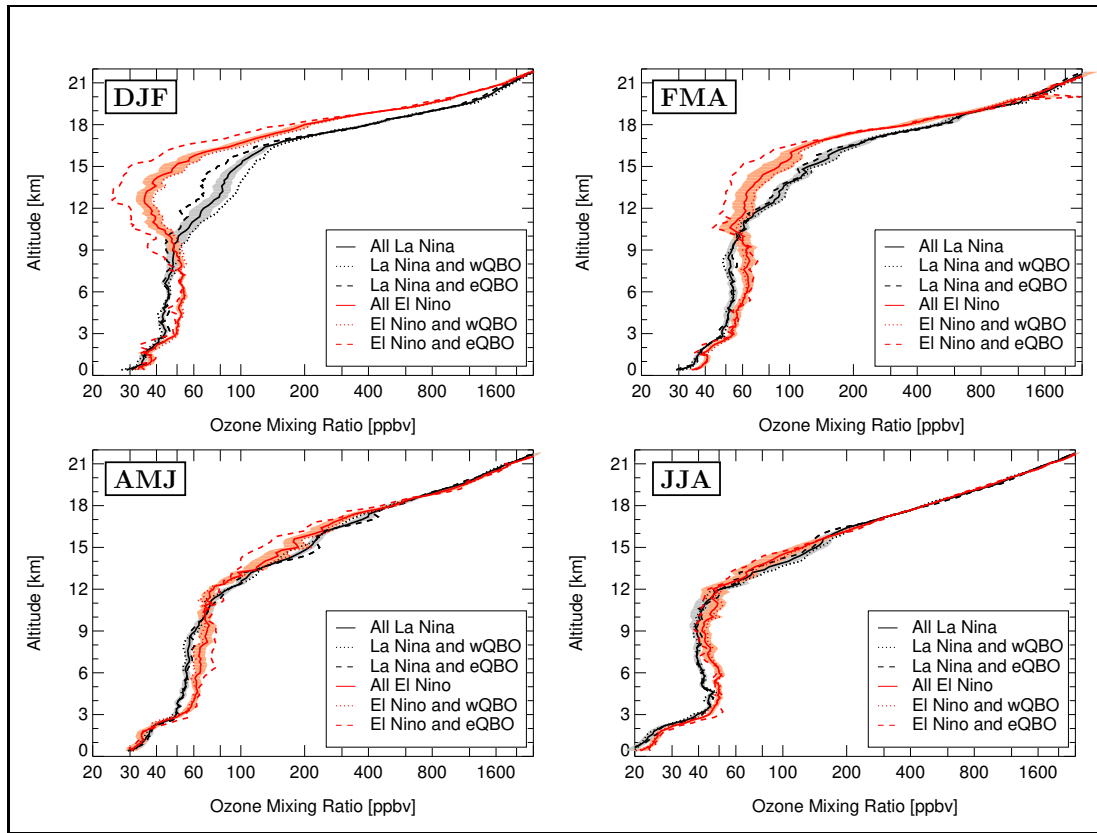 DJF
21
18
15
12
9
6
3
0
Altitude [km]
All La Nina
La Nina and wQBO
La Nina and eQBO
All El Nino
El Nino and wQBO
El Nino and eQBO
20 30 40 60 100 200 400 800 1600
Ozone Mixing Ratio [ppbv]
FMA
21
18
15
12
9
6
3
0
Altitude [km]
All La Nina
La Nina and wQBO
La Nina and eQBO
All El Nino
El Nino and wQBO
El Nino and eQBO
20 30 40 60 100 200 400 800 1600
Ozone Mixing Ratio [ppbv]
AMJ
21
18
15
12
9
6
3
0
Altitude [km]
All La Nina
La Nina and wQBO
La Nina and eQBO
All El Nino
El Nino and wQBO
El Nino and eQBO
20 30 40 60 100 200 400 800 1600
Ozone Mixing Ratio [ppbv]
JJA
21
18
15
12
9
6
3
0
Altitude [km]
All La Nina
La Nina and wQBO
La Nina and eQBO
All El Nino
El Nino and wQBO
El Nino and eQBO
20 30 40 60 100 200 400 800 1600
Ozone Mixing Ratio [ppbv]